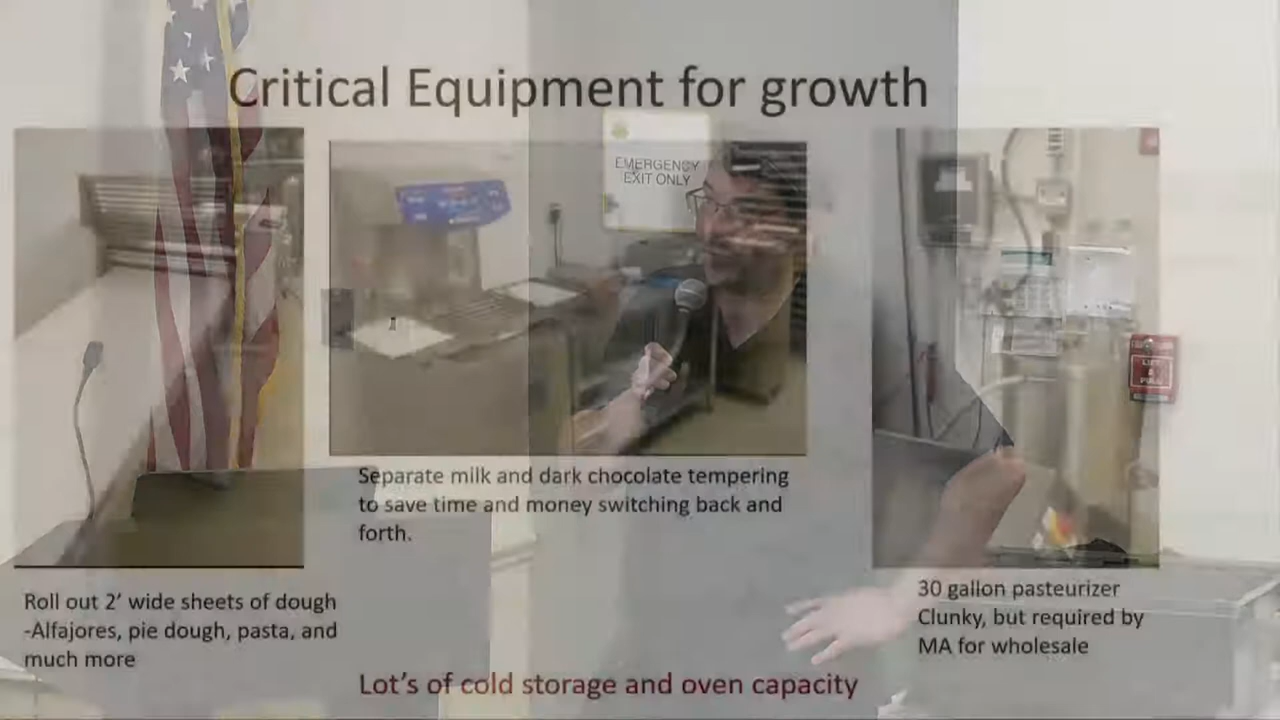 Critical Equipment for growth
EMERGENCY
EXIT ONLY
LIFT
&
PULL
Separate milk and dark chocolate tempering
to save time and money switching back and
forth.
Roll out 2’ wide sheets of dough
-Alfajores, pie dough, pasta, and
much more
30 gallon pasteurizer
Clunky, but required by
MA for wholesale
Lot’s of cold storage and oven capacity